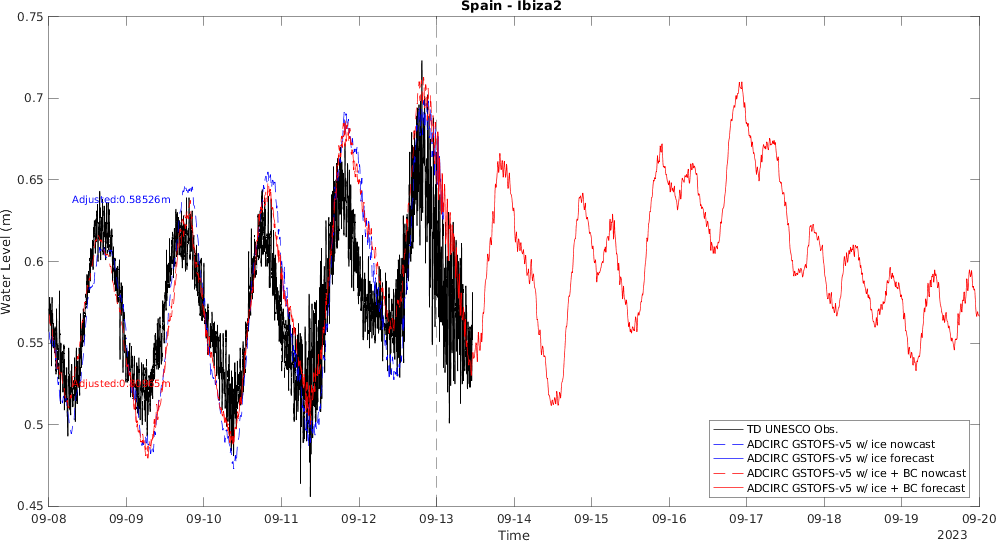 Spain - Ibiza2
0.75
0.7
0.65
0.6
0.55
0.5
0.45
Water Level (m)
Adjusted:0.58526m
09-08
09-09
09-10
09-11
09-12
09-13
09-14
09-15
09-16
09-17
09-18
09-19
09-20
Time
2023
TD UNESCO Obs.
ADCIRC GSTOFS-v5 w/ ice nowcast
ADCIRC GSTOFS-v5 w/ ice forecast
ADCIRC GSTOFS-v5 w/ ice + BC nowcast
ADCIRC GSTOFS-v5 w/ ice + BC forecast